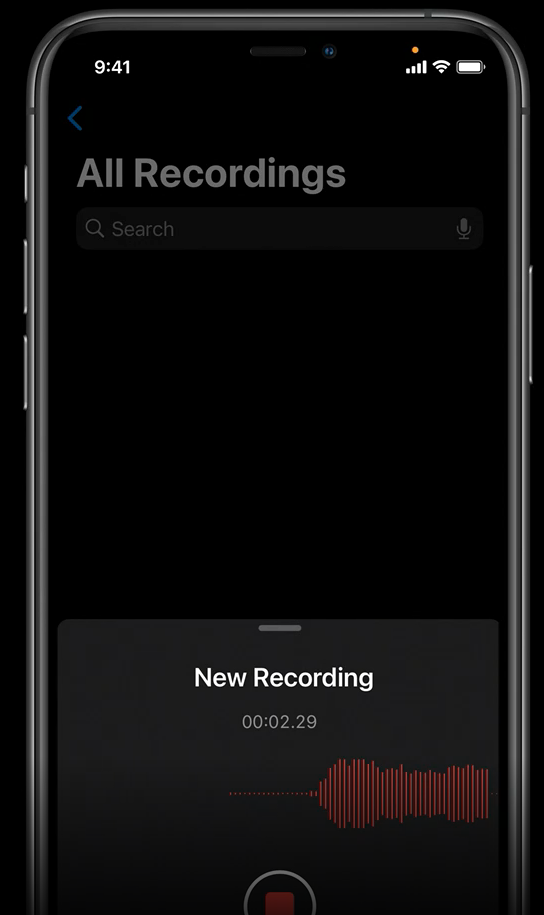 9:41
All Recordings
Search
New Recording
00:02.29